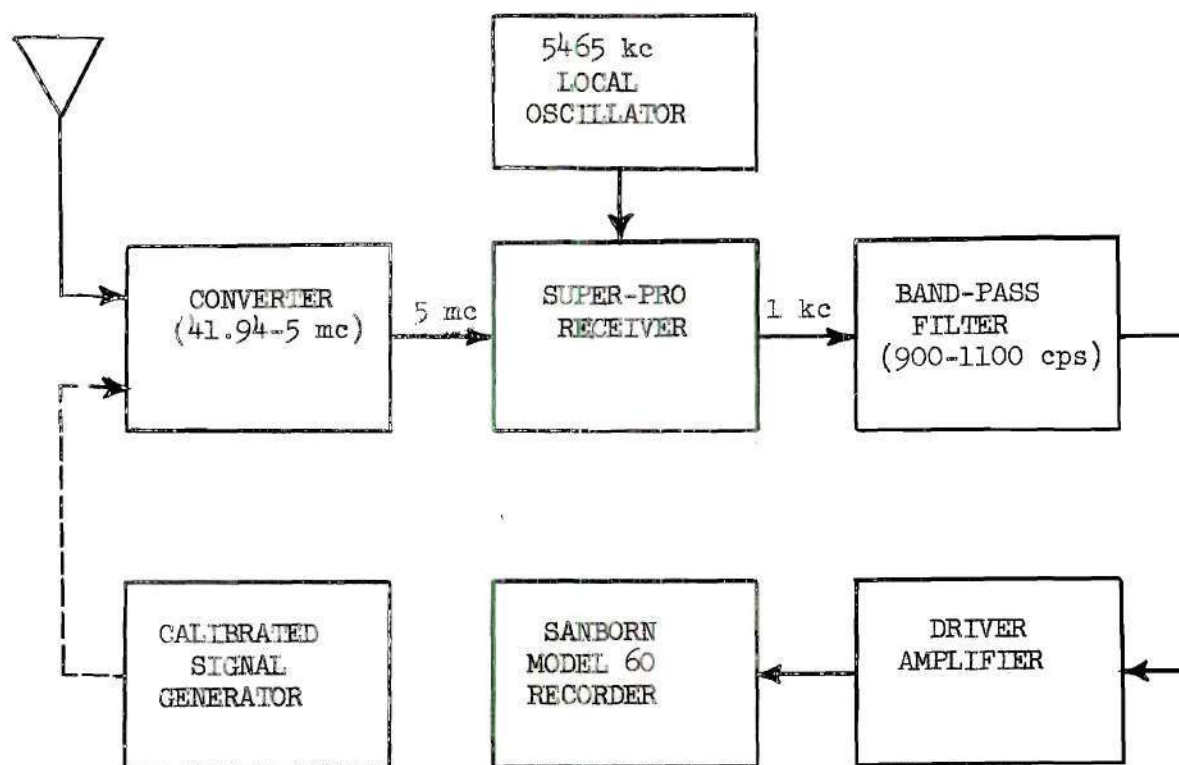 5465 kc
LOCAL
OSCILLATOR
CONVERTER
(41.94-5 mc)
5 mc
SUPER-PRO
RECEIVER
1 kc
BAND-PASS
FILTER
(900-1100 cps)
CALIBRATED
SIGNAL
GENERATOR
SANBORN
MODEL 60
RECORDER
DRIVER
AMPLIFIER